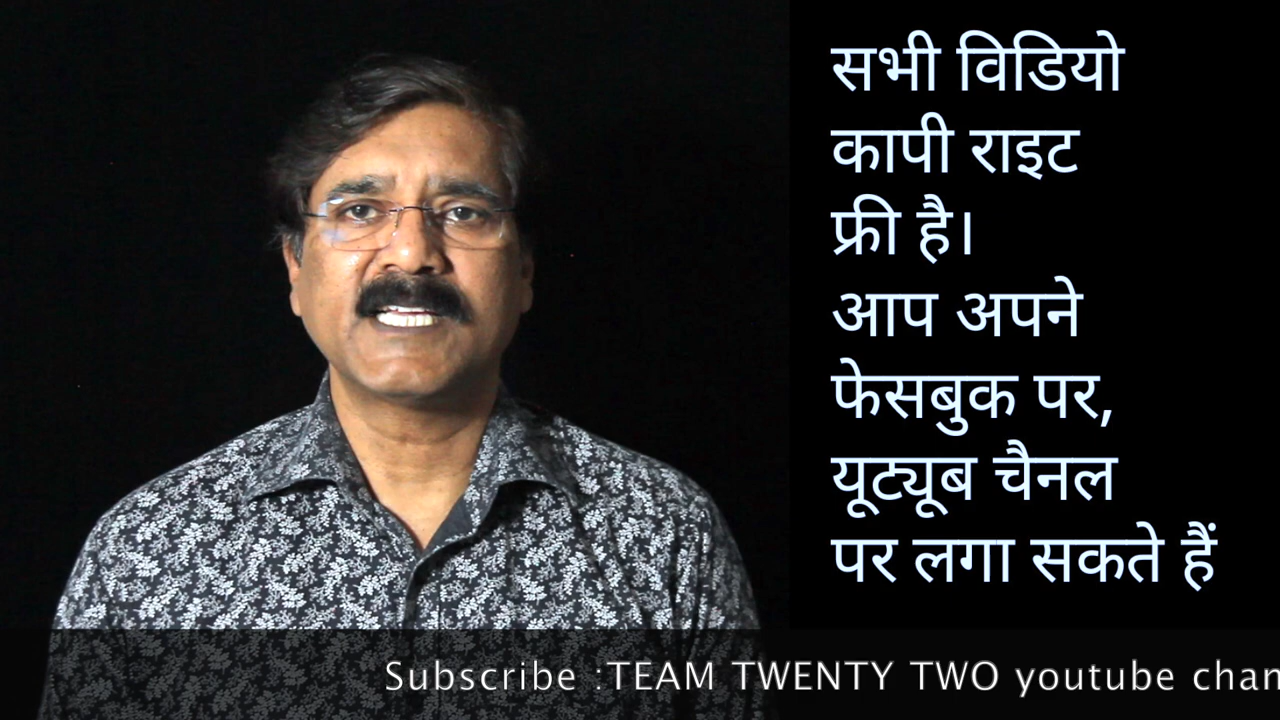 सभी विडियो
कापी राइट
फ्री है।
आप अपने
फेसबुक पर,
यूट्यूब चैनल
पर लगा सकते हैं
Subscribe :TEAM TWENTY TWO youtube chan